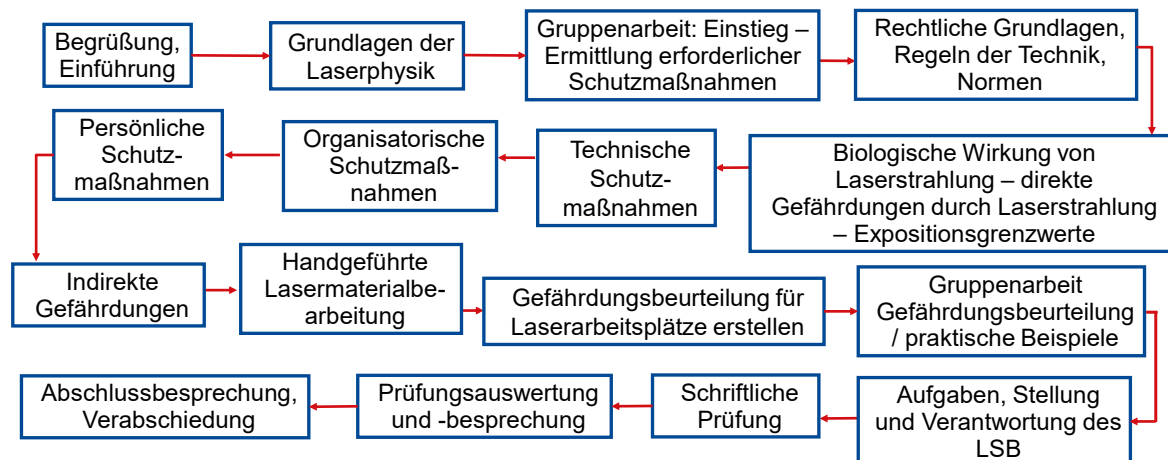 Begrüßung,
Einführung
Grundlagen der
Laserphysik
Gruppenarbeit: Einstieg –
Ermittlung erforderlicher
Schutzmaßnahmen
Rechtliche Grundlagen,
Regeln der Technik,
Normen
Biologische Wirkung von
Laserstrahlung – direkte
Gefährdungen durch Laserstrahlung
– Expositionsgrenzwerte
Technische
Schutz-
maßnahmen
Organisatorische
Schutzmaß-
nahmen
Persönliche
Schutz-
maßnahmen
Indirekte
Gefährdungen
Handgeführte
Lasermaterialbe-
arbeitung
Gefährdungsbeurteilung für
Laserarbeitsplätze erstellen
Gruppenarbeit
Gefährdungsbeurteilung
/ praktische Beispiele
Aufgaben, Stellung
und Verantwortung des
LSB
Schriftliche
Prüfung
Prüfungsauswertung
und -besprechung
Abschlussbesprechung,
Verabschiedung